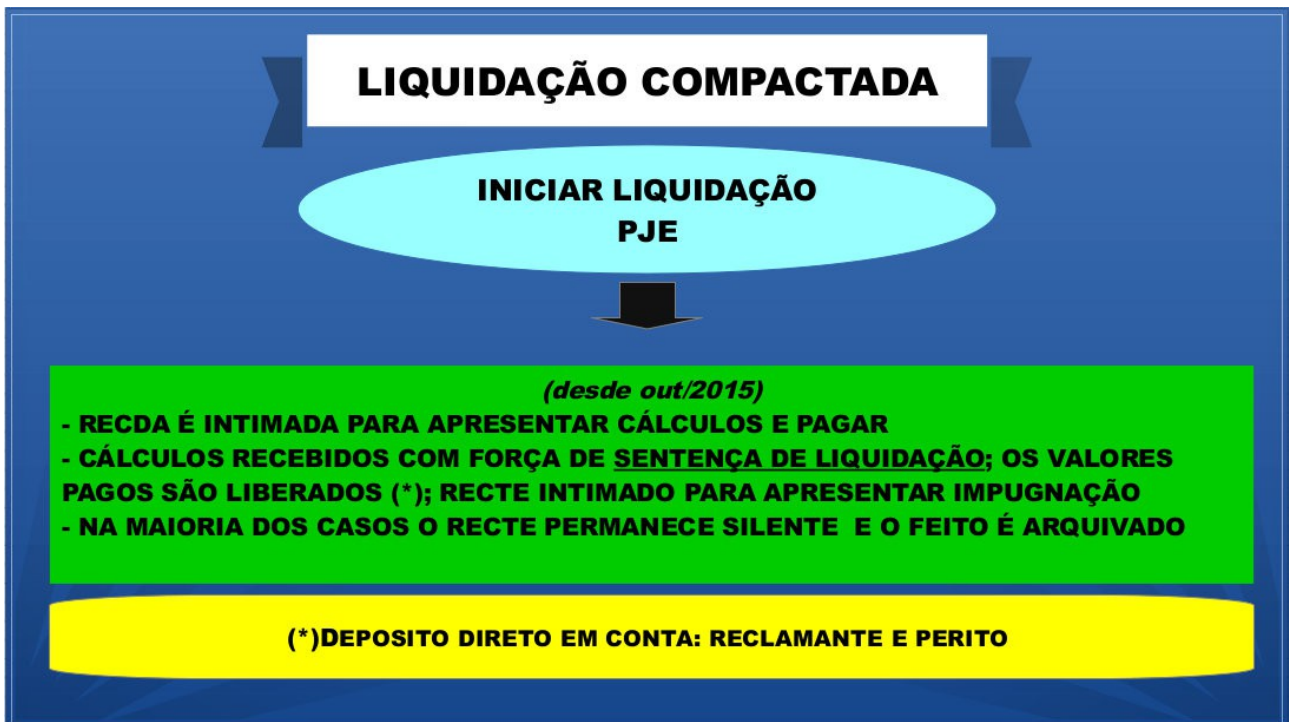 LIQUIDAÇÃO COMPACTADA
INICIAR LIQUIDAÇÃO
PJE
(desde out/2015)
- RECDA É INTIMADA PARA APRESENTAR CÁLCULOS E PAGAR
- CÁLCULOS RECEBIDOS COM FORÇA DE SENTENÇA DE LIQUIDAÇÃO; OS VALORES
PAGOS SÃO LIBERADOS (*); RECTE INTIMADO PARA APRESENTAR IMPUGNAÇÃO
- NA MAIORIA DOS CASOS O RECTE PERMANECE SILENTE E O FEITO É ARQUIVADO
(*)DEPOSITO DIRETO EM CONTA: RECLAMANTE E PERITO